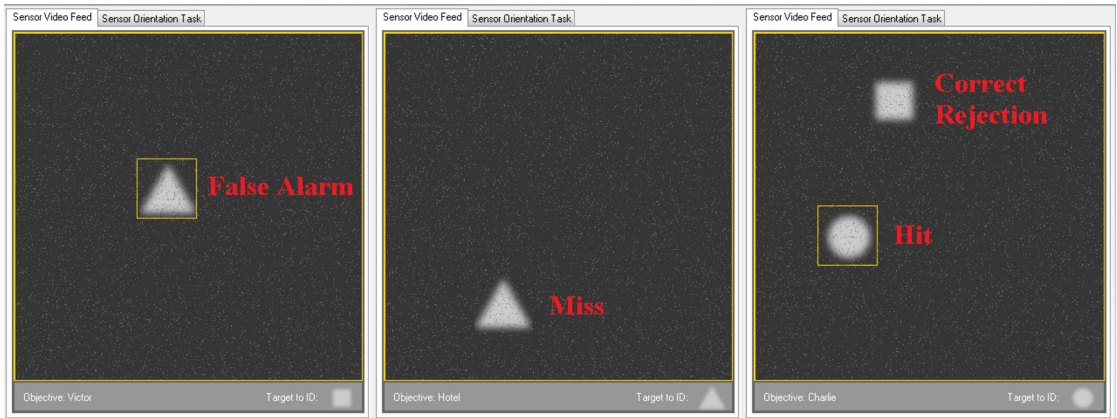 Sensor Video Feed Sensor Orientation Task
False Alarm
Objective: Victor Target to ID:
Sensor Video Feed Sensor Orientation Task
Miss
Objective: Hotel Target to ID:
Sensor Video Feed Sensor Orientation Task
Correct
Rejection
Hit
Objective: Charlie Target to ID: